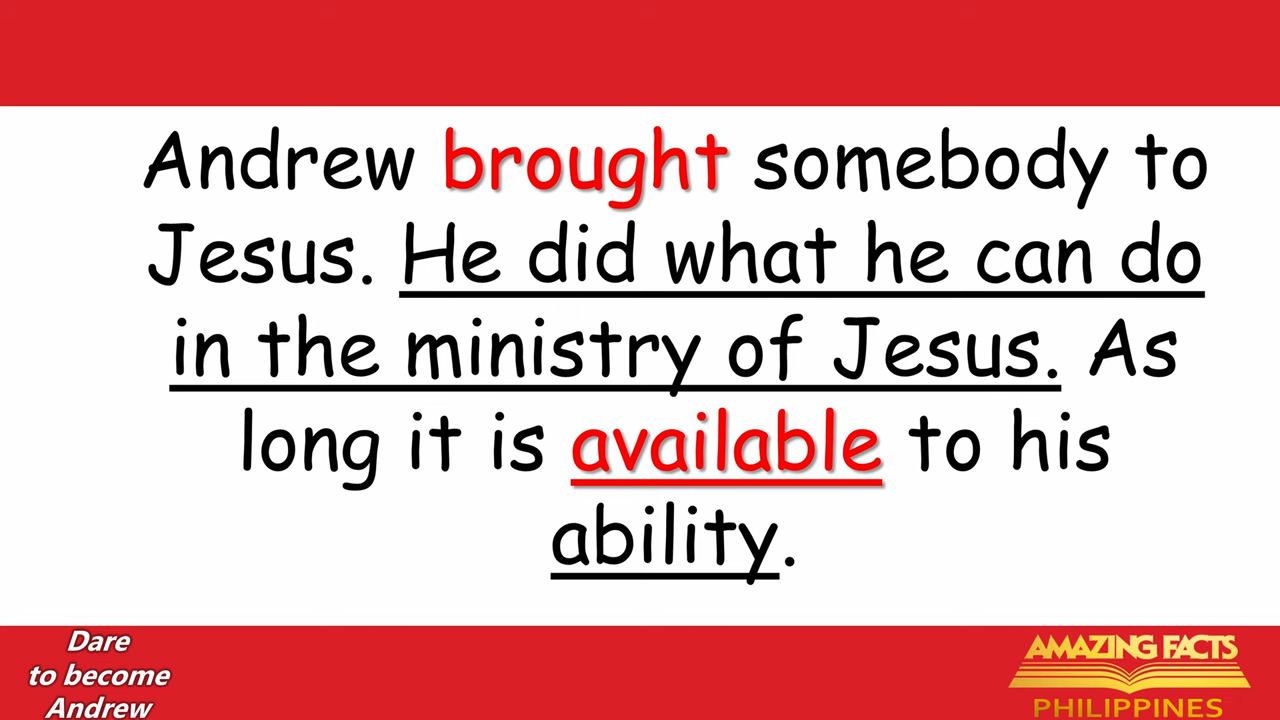 Andrew brought somebody to
Jesus. He did what he can do
in the ministry of Jesus. As
long it is available to his
ability.
Dare
to become
Andrew
AMAZING FACTS
PHILIPPINES